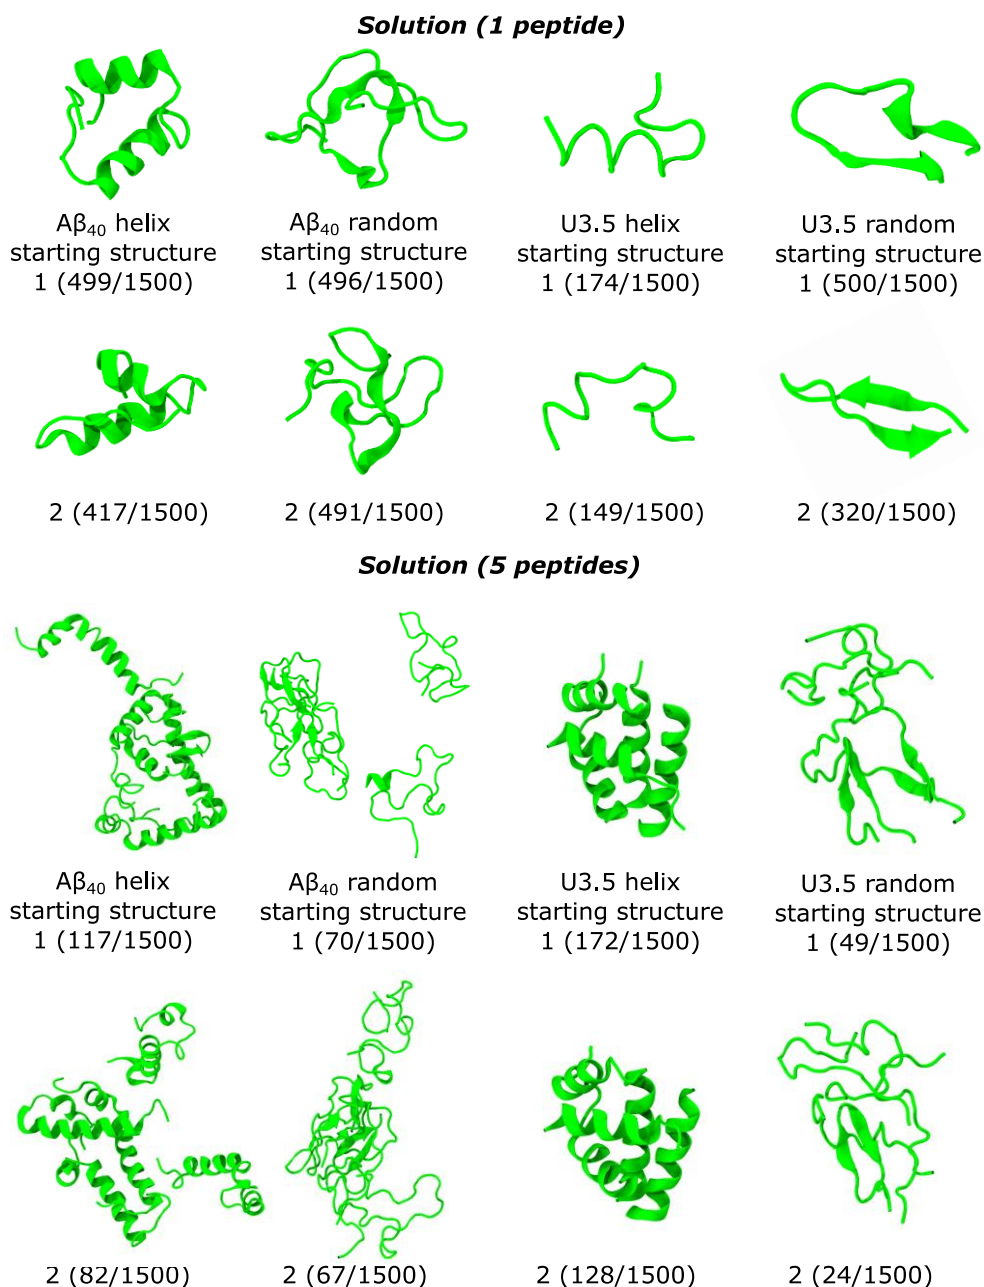 Solution (1 peptide)
Aβ₄₀ helix
starting structure
1 (499/1500)
Aβ₄₀ random
starting structure
1 (496/1500)
U3.5 helix
starting structure
1 (174/1500)
U3.5 random
starting structure
1 (500/1500)
2 (417/1500)
2 (491/1500)
2 (149/1500)
2 (320/1500)
Solution (5 peptides)
Aβ₄₀ helix
starting structure
1 (117/1500)
Aβ₄₀ random
starting structure
1 (70/1500)
U3.5 helix
starting structure
1 (172/1500)
U3.5 random
starting structure
1 (49/1500)
2 (82/1500)
2 (67/1500)
2 (128/1500)
2 (24/1500)